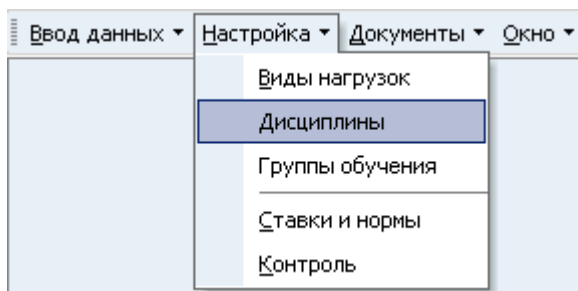 Ввод данных Настройка Документы Окно
Виды нагрузок
Дисциплины
Группы обучения
Ставки и нормы
Контроль